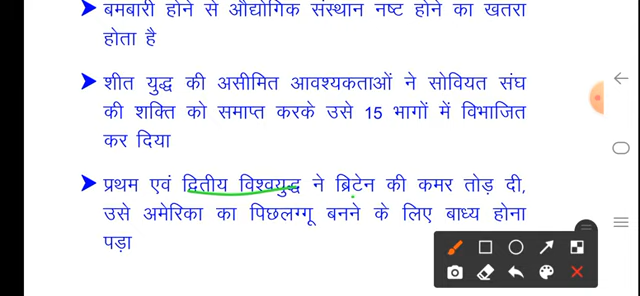 ➤ बमबारी होने से औद्योगिक संस्थान नष्ट होने का खतरा
होता है
➤ शीत युद्ध की असीमित आवश्यकताओं ने सोवियत संघ
की शक्ति को समाप्त करके उसे 15 भागों में विभाजित
कर दिया
➤ प्रथम एवं द्वितीय विश्वयुद्ध ने ब्रिटेन की कमर तोड़ दी,
उसे अमेरिका का पिछलग्गू बनने के लिए बाध्य होना
पड़ा